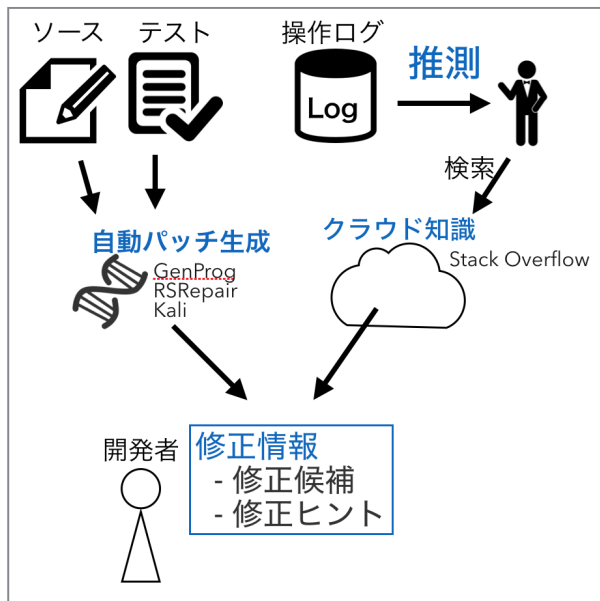 ソース
テスト
操作ログ
Log
推測
検索
自動パッチ生成
GenProg
RSRepair
Kali
クラウド知識
Stack Overflow
開発者
修正情報
- 修正候補
- 修正ヒント